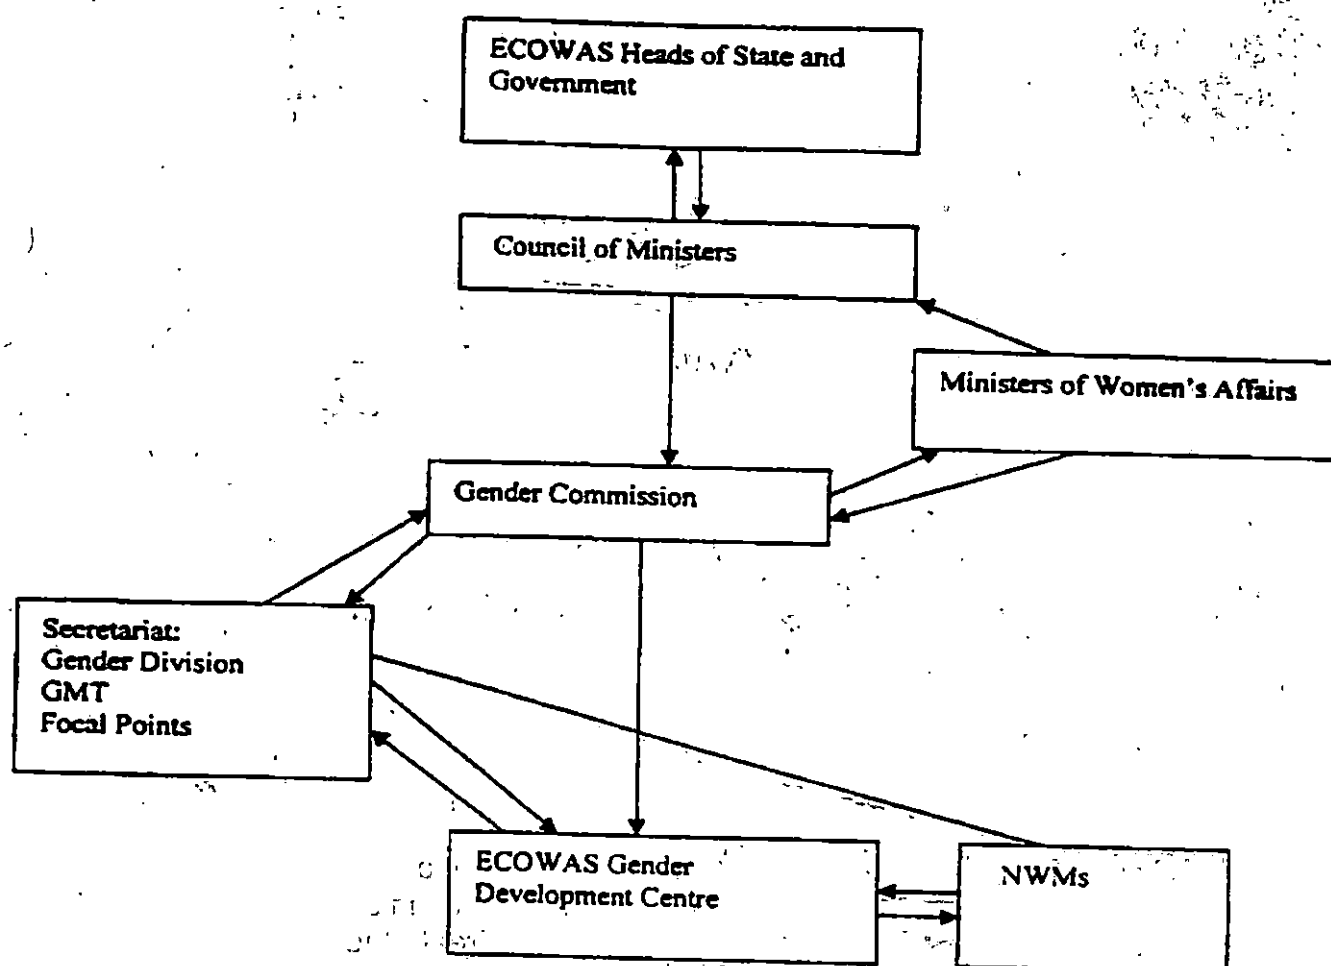 ECOWAS Heads of State and
Government
Council of Ministers
Ministers of Women's Affairs
Gender Commission
Secretariat:
Gender Division
GMT
Focal Points
ECOWAS Gender
Development Centre
NWMs